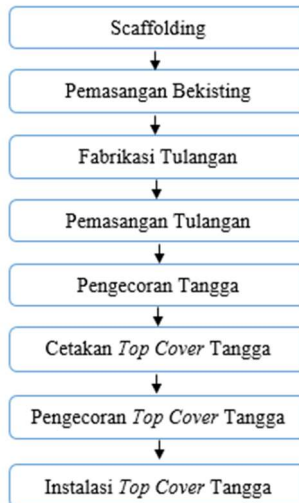 Scaffolding
Pemasangan Bekisting
Fabrikasi Tulangan
Pemasangan Tulangan
Pengecoran Tangga
Cetakan Top Cover Tangga
Pengecoran Top Cover Tangga
Instalasi Top Cover Tangga